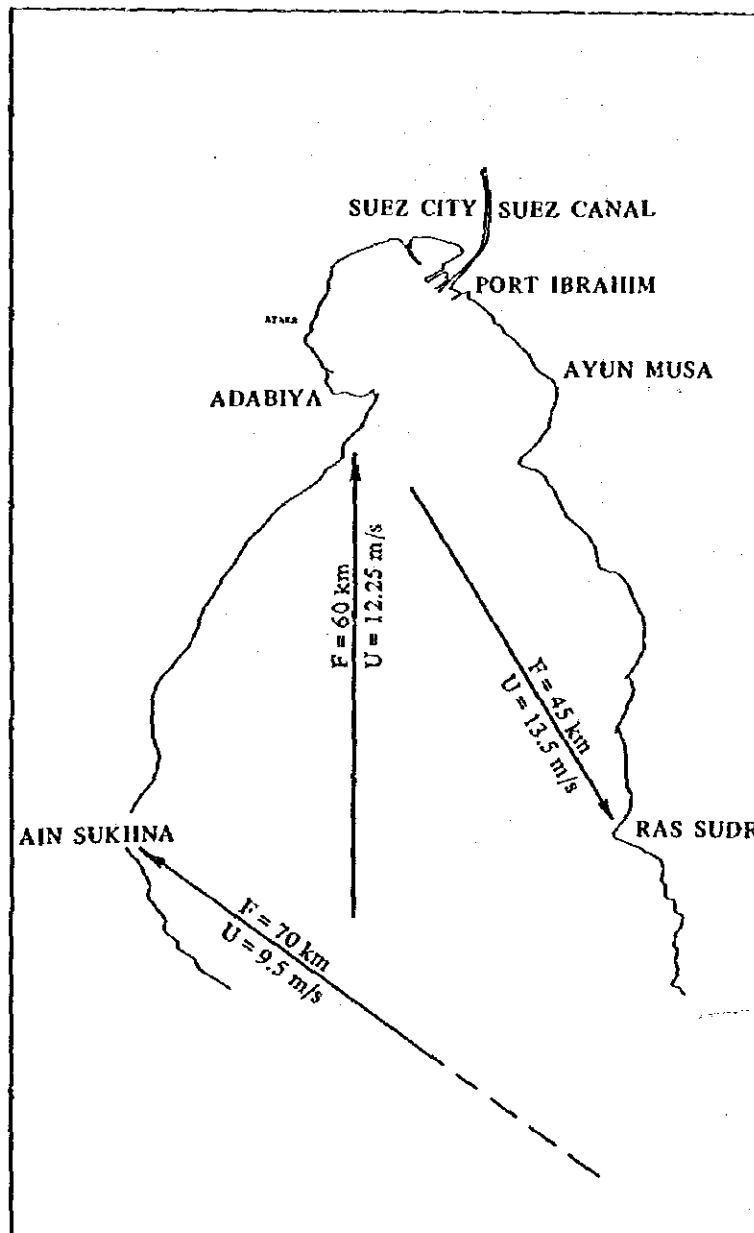 SUEZ CITY SUEZ CANAL
PORT IBRAHIM
ATAKA
AYUN MUSA
ADABIYA
F = 60 km
U = 12.25 m/s
F = 45 km
U = 13.5 m/s
AIN SUKHNA
RAS SUDR
F = 70 km
U = 9.5 m/s